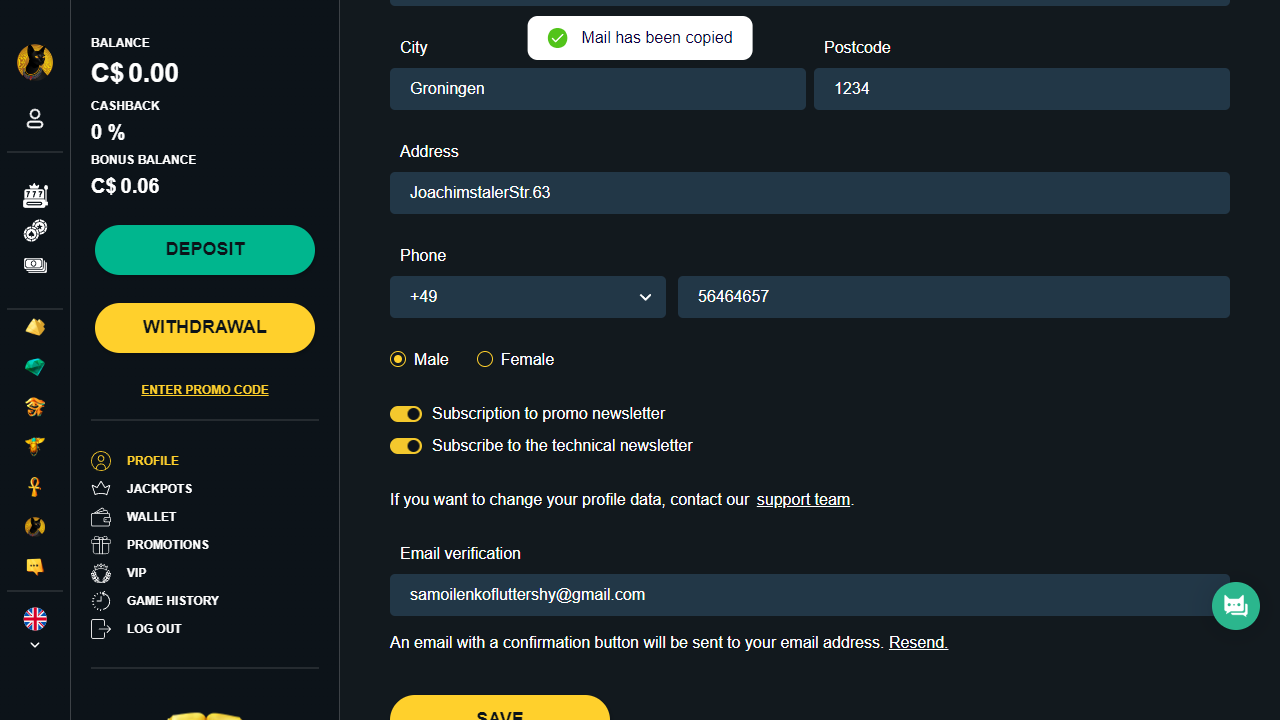 BALANCE
C$ 0.00
CASHBACK
0 %
BONUS BALANCE
C$ 0.06
DEPOSIT
WITHDRAWAL
ENTER PROMO CODE
PROFILE
JACKPOTS
WALLET
PROMOTIONS
VIP
GAME HISTORY
LOG OUT
Mail has been copied
City
Postcode
Groningen
1234
Address
JoachimstalerStr.63
Phone
+49
56464657
Male
Female
Subscription to promo newsletter
Subscribe to the technical newsletter
If you want to change your profile data, contact our support team.
Email verification
samoilenkofluttershy@gmail.com
An email with a confirmation button will be sent to your email address. Resend.
SAVE